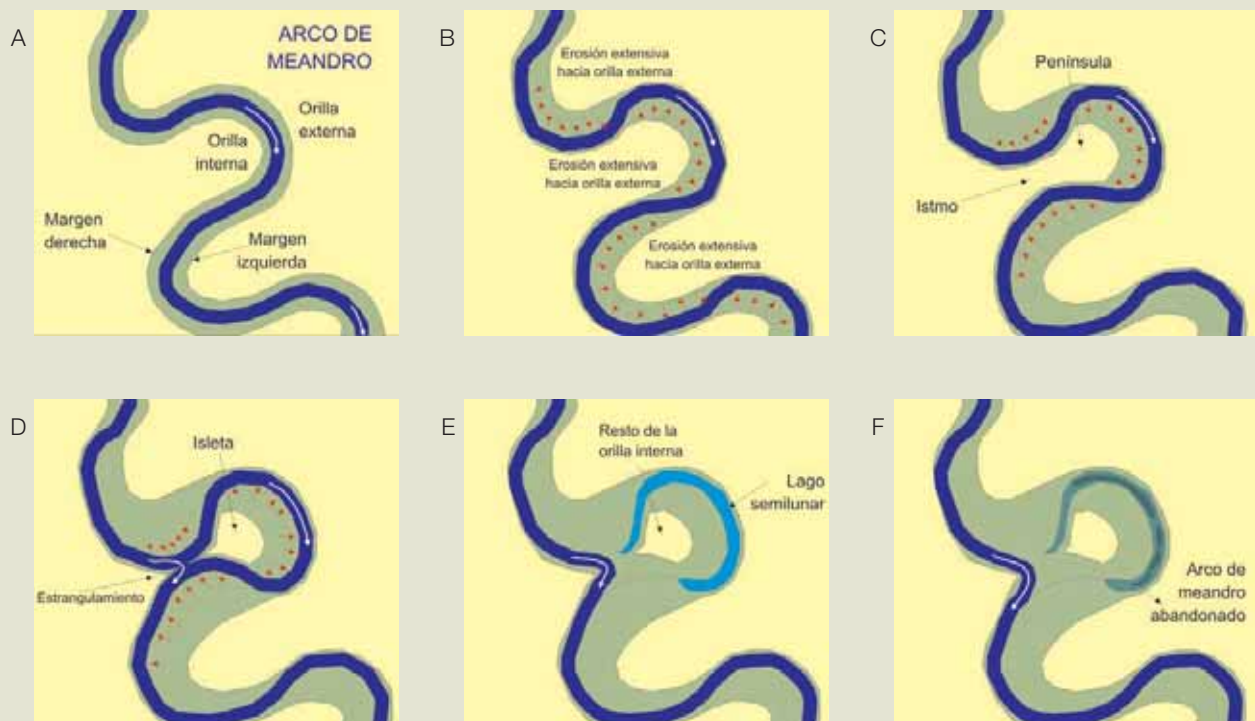 A
ARCO DE
MEANDRO
Orilla
externa
Orilla
interna
Margen
derecha
Margen
izquierda
B
Erosión extensiva
hacia orilla externa
Erosión extensiva
hacia orilla externa
Erosión extensiva
hacia orilla externa
C
Península
Istmo
D
Isleta
Estrangulamiento
E
Resto de la
orilla interna
Lago
semilunar
F
Arco de
meandro
abandonado